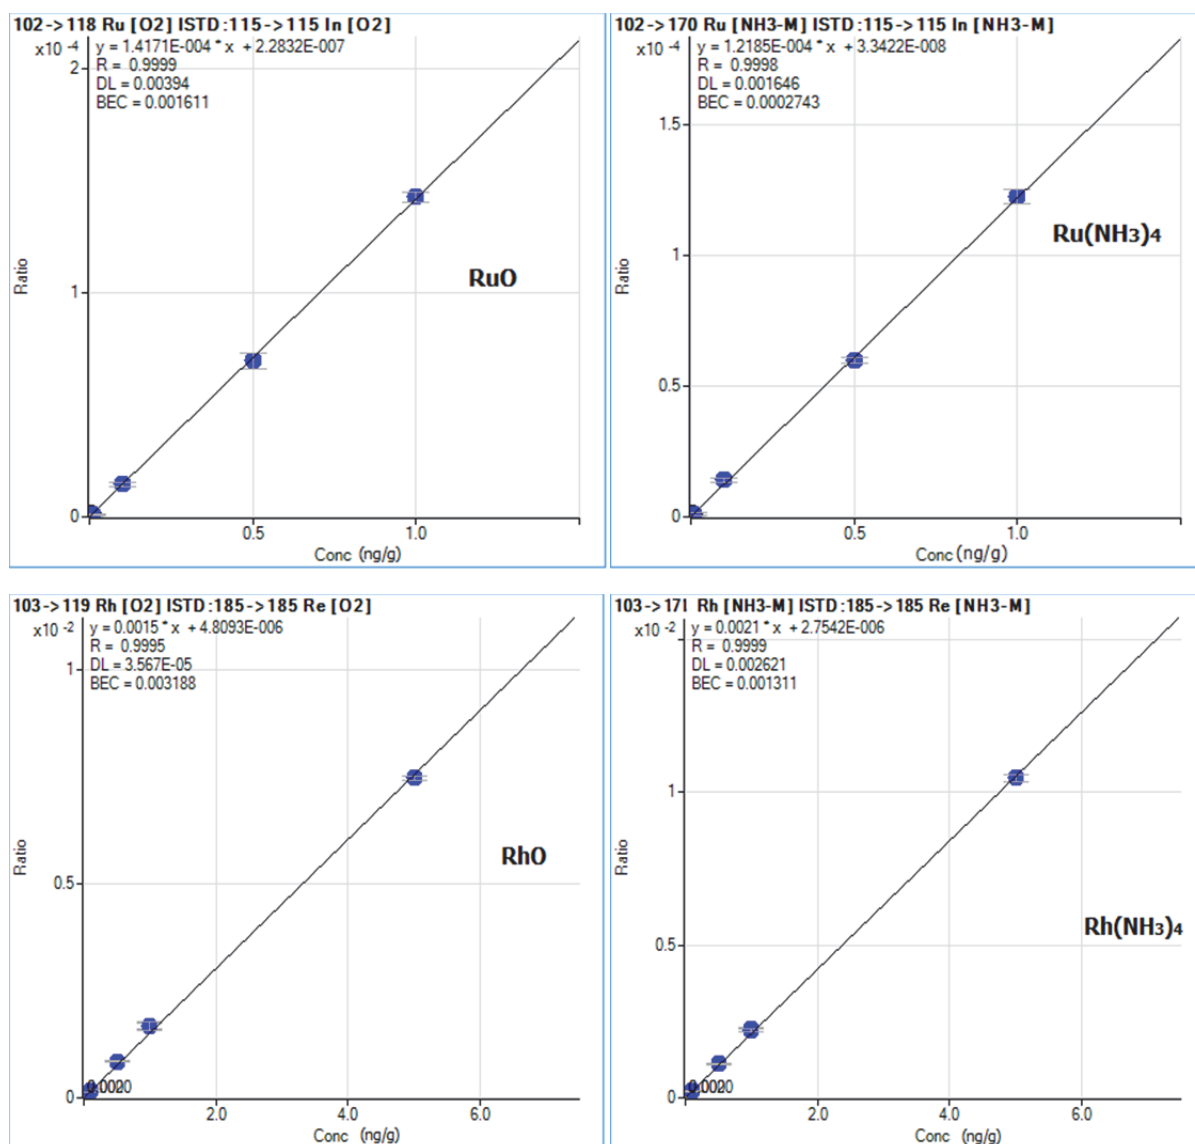 102->118 Ru [O2] ISTD:115->115 In [O2]
x10 -4
y = 1.4171E-004 * x + 2.2832E-007
R = 0.9999
DL = 0.00394
BEC = 0.001611
2
1
0
Ratio
RuO
0.5 1.0
Conc (ng/g)
102->170 Ru [NH3-M] ISTD:115->115 In [NH3-M]
x10 -4
y = 1.2185E-004 * x + 3.3422E-008
R = 0.9998
DL = 0.001646
BEC = 0.0002743
1.5
1
0.5
0
Ratio
Ru(NH3)4
0.5 1.0
Conc (ng/g)
103->119 Rh [O2] ISTD:185->185 Re [O2]
x10 -2
y = 0.0015 * x + 4.8093E-006
R = 0.9995
DL = 3.567E-05
BEC = 0.003188
1
0.5
0
Ratio
RhO
2.0 4.0 6.0
Conc (ng/g)
103->171 Rh [NH3-M] ISTD:185->185 Re [NH3-M]
x10 -2
y = 0.0021 * x + 2.7542E-006
R = 0.9999
DL = 0.002621
BEC = 0.001311
1
0.5
0
Ratio
Rh(NH3)4
2.0 4.0 6.0
Conc (ng/g)